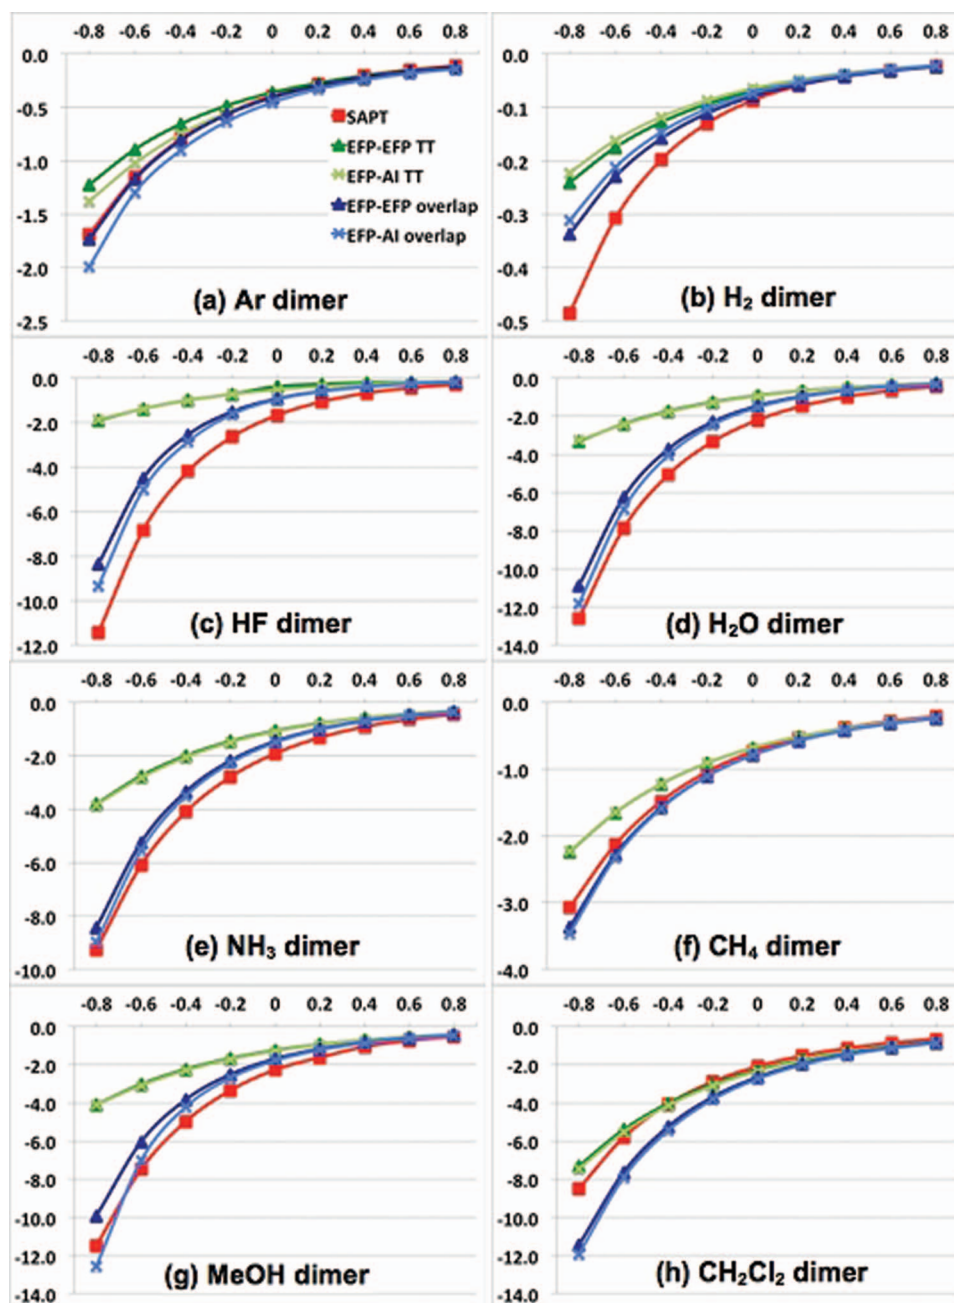 -0.8 -0.6 -0.4 -0.2 0 0.2 0.4 0.6 0.8
0.0
-0.5
-1.0
-1.5
-2.0
-2.5
SAPT
EFP-EFP TT
EFP-AI TT
EFP-EFP overlap
EFP-AI overlap
(a) Ar dimer
-0.8 -0.6 -0.4 -0.2 0 0.2 0.4 0.6 0.8
0.0
-0.1
-0.2
-0.3
-0.4
-0.5
(b) H₂ dimer
-0.8 -0.6 -0.4 -0.2 0 0.2 0.4 0.6 0.8
0.0
-2.0
-4.0
-6.0
-8.0
-10.0
-12.0
(c) HF dimer
-0.8 -0.6 -0.4 -0.2 0 0.2 0.4 0.6 0.8
0.0
-2.0
-4.0
-6.0
-8.0
-10.0
-12.0
-14.0
(d) H₂O dimer
-0.8 -0.6 -0.4 -0.2 0 0.2 0.4 0.6 0.8
0.0
-2.0
-4.0
-6.0
-8.0
-10.0
(e) NH₃ dimer
-0.8 -0.6 -0.4 -0.2 0 0.2 0.4 0.6 0.8
0.0
-1.0
-2.0
-3.0
-4.0
(f) CH₄ dimer
-0.8 -0.6 -0.4 -0.2 0 0.2 0.4 0.6 0.8
0.0
-2.0
-4.0
-6.0
-8.0
-10.0
-12.0
-14.0
(g) MeOH dimer
-0.8 -0.6 -0.4 -0.2 0 0.2 0.4 0.6 0.8
0.0
-2.0
-4.0
-6.0
-8.0
-10.0
-12.0
-14.0
(h) CH₂Cl₂ dimer